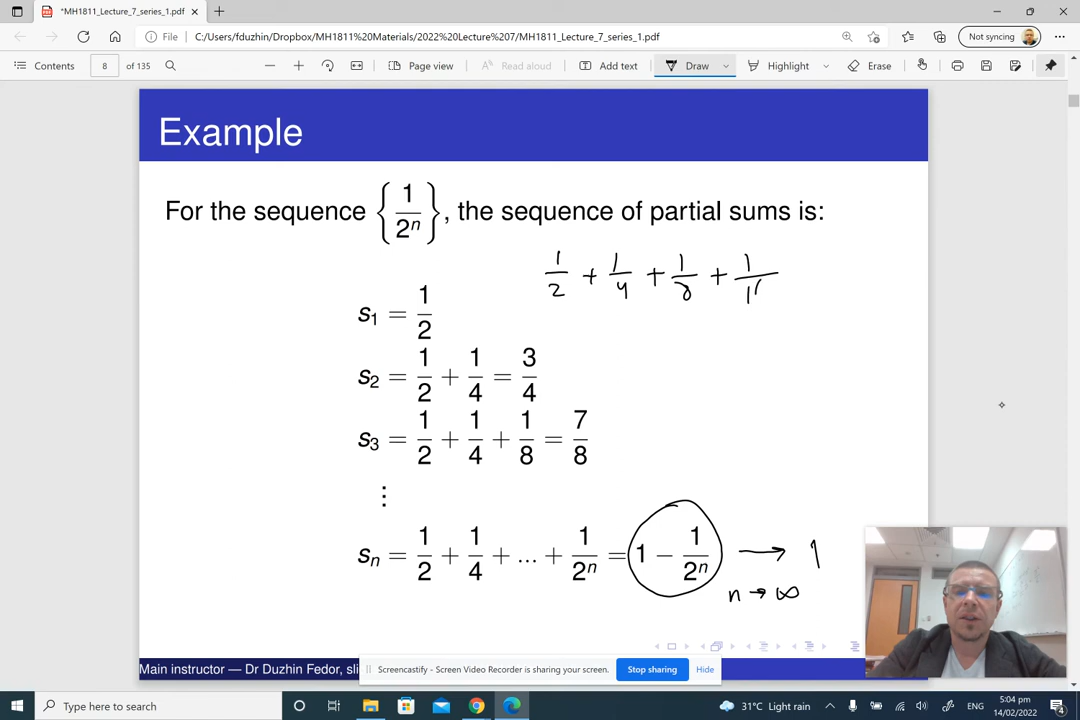 *MH1811_Lecture_7_series_1.pdf
File C:/Users/fduzhin/Dropbox/MH1811%20Materials/2022%20Lecture%207/MH1811_Lecture_7_series_1.pdf Not syncing
Contents 8 of 135 Page view Read aloud Add text Draw Highlight Erase
Example
For the sequence {1/2ⁿ}, the sequence of partial sums is:
1/2 + 1/4 + 1/8 + 1/
s₁ = 1/2
s₂ = 1/2 + 1/4 = 3/4
s₃ = 1/2 + 1/4 + 1/8 = 7/8
⋮
sₙ = 1/2 + 1/4 + ... + 1/2ⁿ = 1 − 1/2ⁿ → 1
n → ∞
Main instructor — Dr Duzhin Fedor, sli
Screencastify - Screen Video Recorder is sharing your screen. Stop sharing Hide
Type here to search 31°C Light rain ENG 5:04 pm
14/02/2022 4